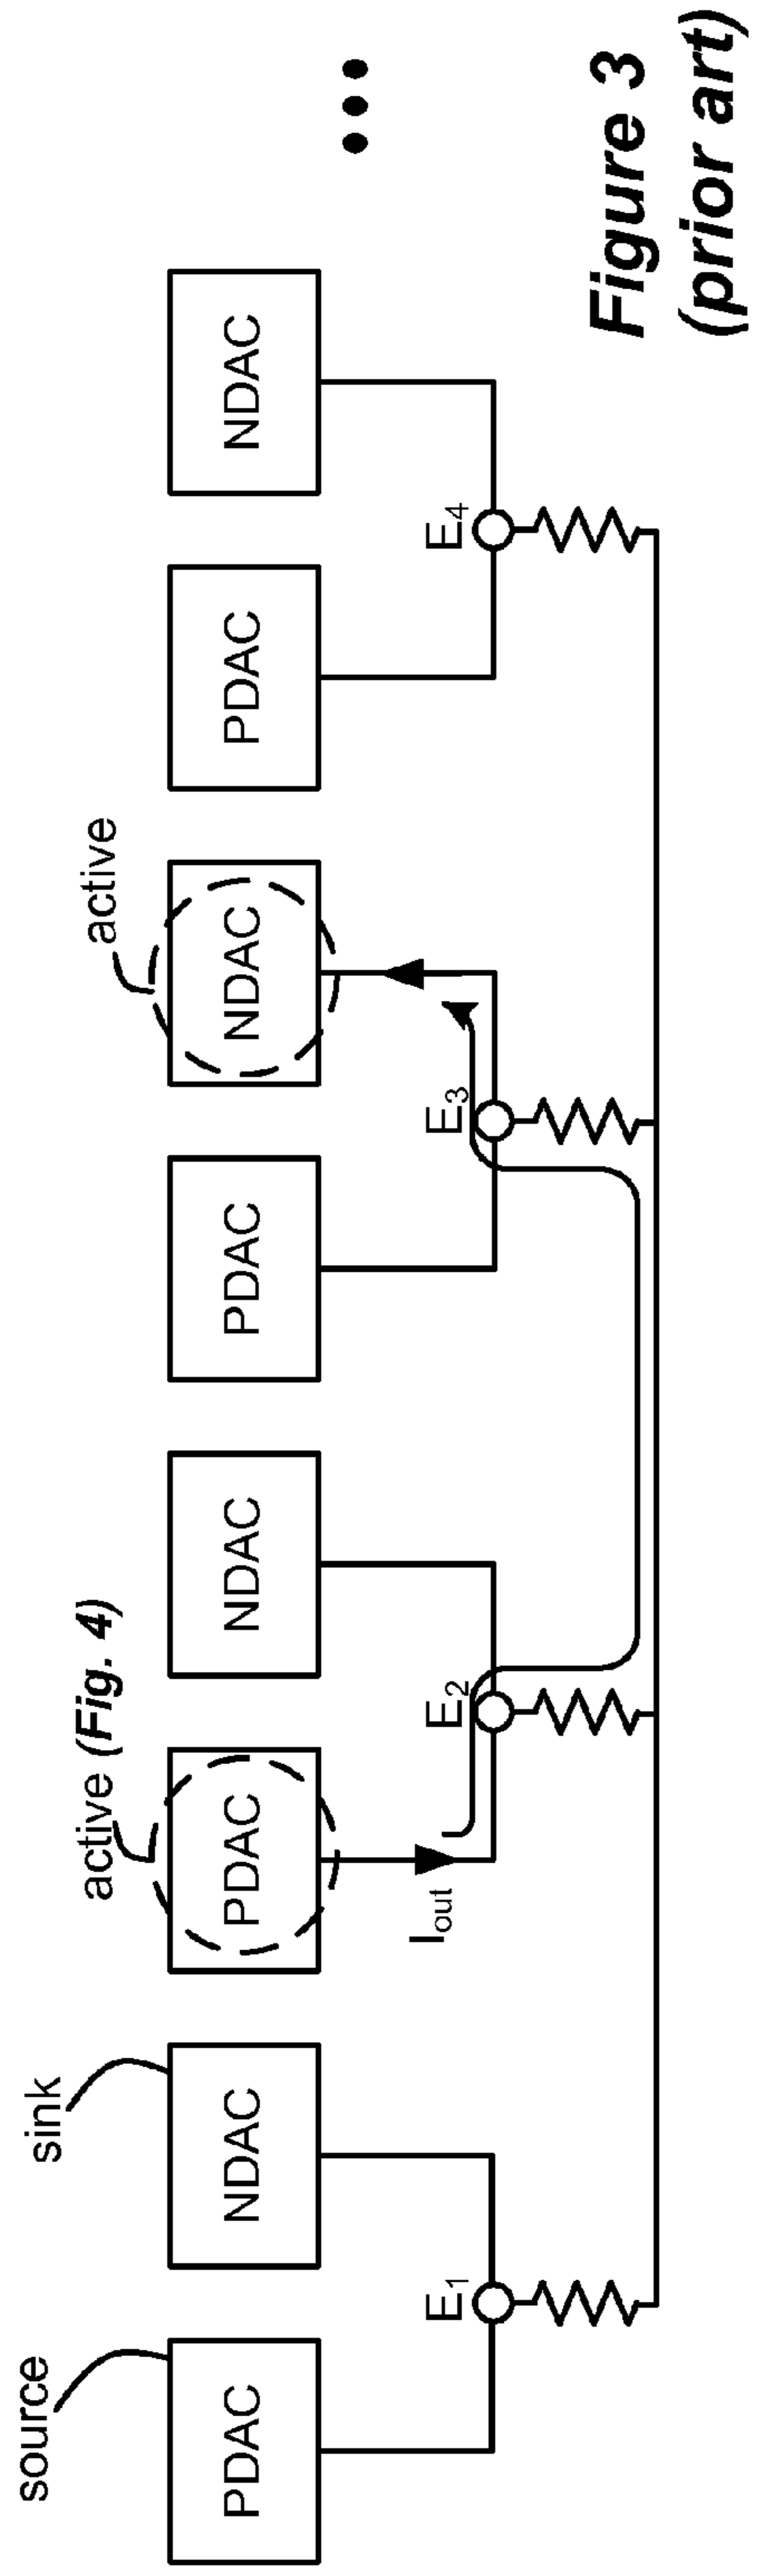 source
sink
active (Fig. 4)
active
PDAC
NDAC
PDAC
NDAC
PDAC
NDAC
PDAC
NDAC
•••
Iout
E1
E2
E3
E4
Figure 3
(prior art)